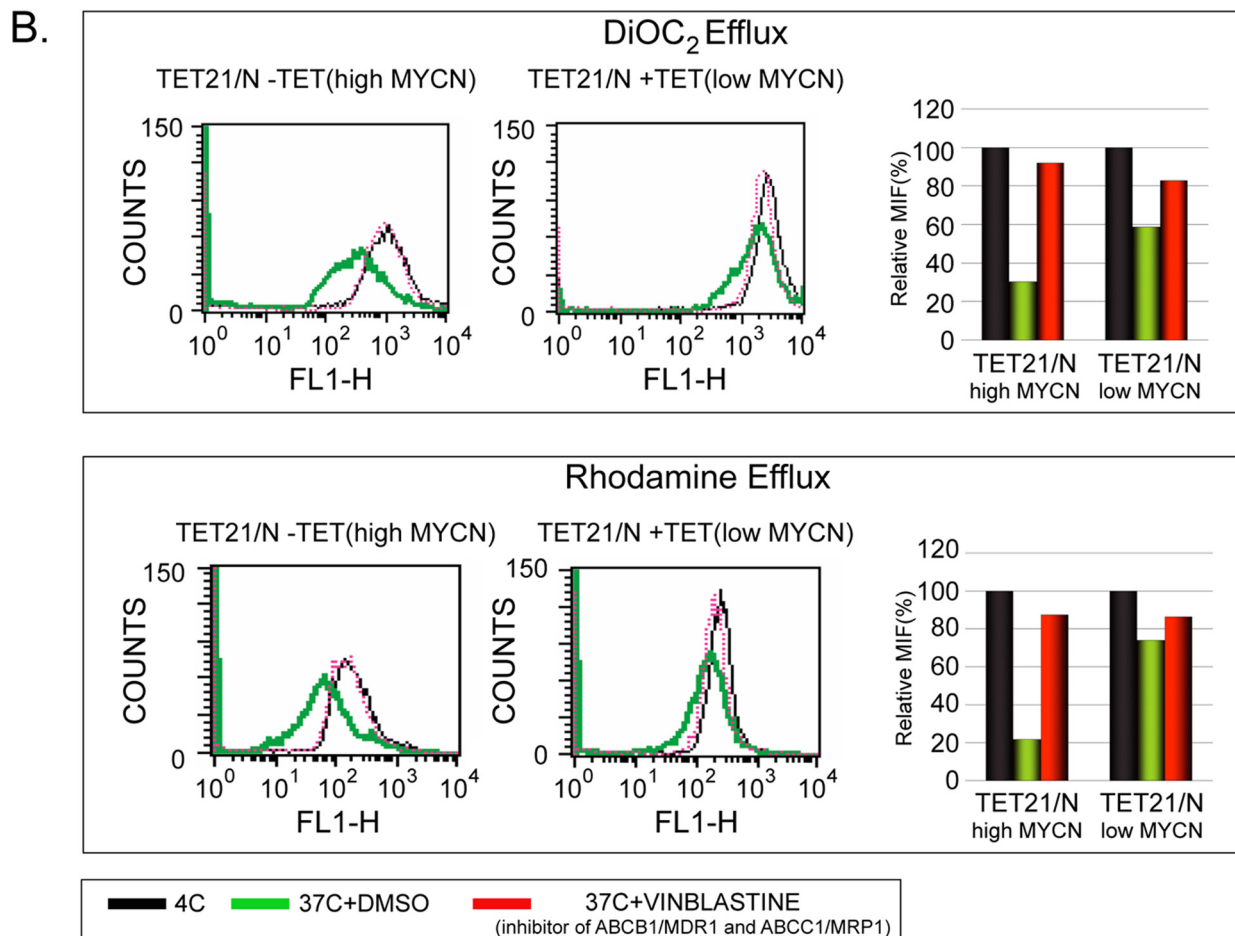 B.
DiOC2 Efflux
TET21/N -TET(high MYCN)
TET21/N +TET(low MYCN)
150
COUNTS
0
10^0 10^1 10^2 10^3 10^4
FL1-H
150
COUNTS
0
10^0 10^1 10^2 10^3 10^4
FL1-H
Relative MIF(%)
120
100
80
60
40
20
0
TET21/N TET21/N
high MYCN low MYCN
Rhodamine Efflux
TET21/N -TET(high MYCN)
TET21/N +TET(low MYCN)
150
COUNTS
0
10^0 10^1 10^2 10^3 10^4
FL1-H
150
COUNTS
0
10^0 10^1 10^2 10^3 10^4
FL1-H
Relative MIF(%)
120
100
80
60
40
20
0
TET21/N TET21/N
high MYCN low MYCN
4C 37C+DMSO 37C+VINBLASTINE
(inhibitor of ABCB1/MDR1 and ABCC1/MRP1)